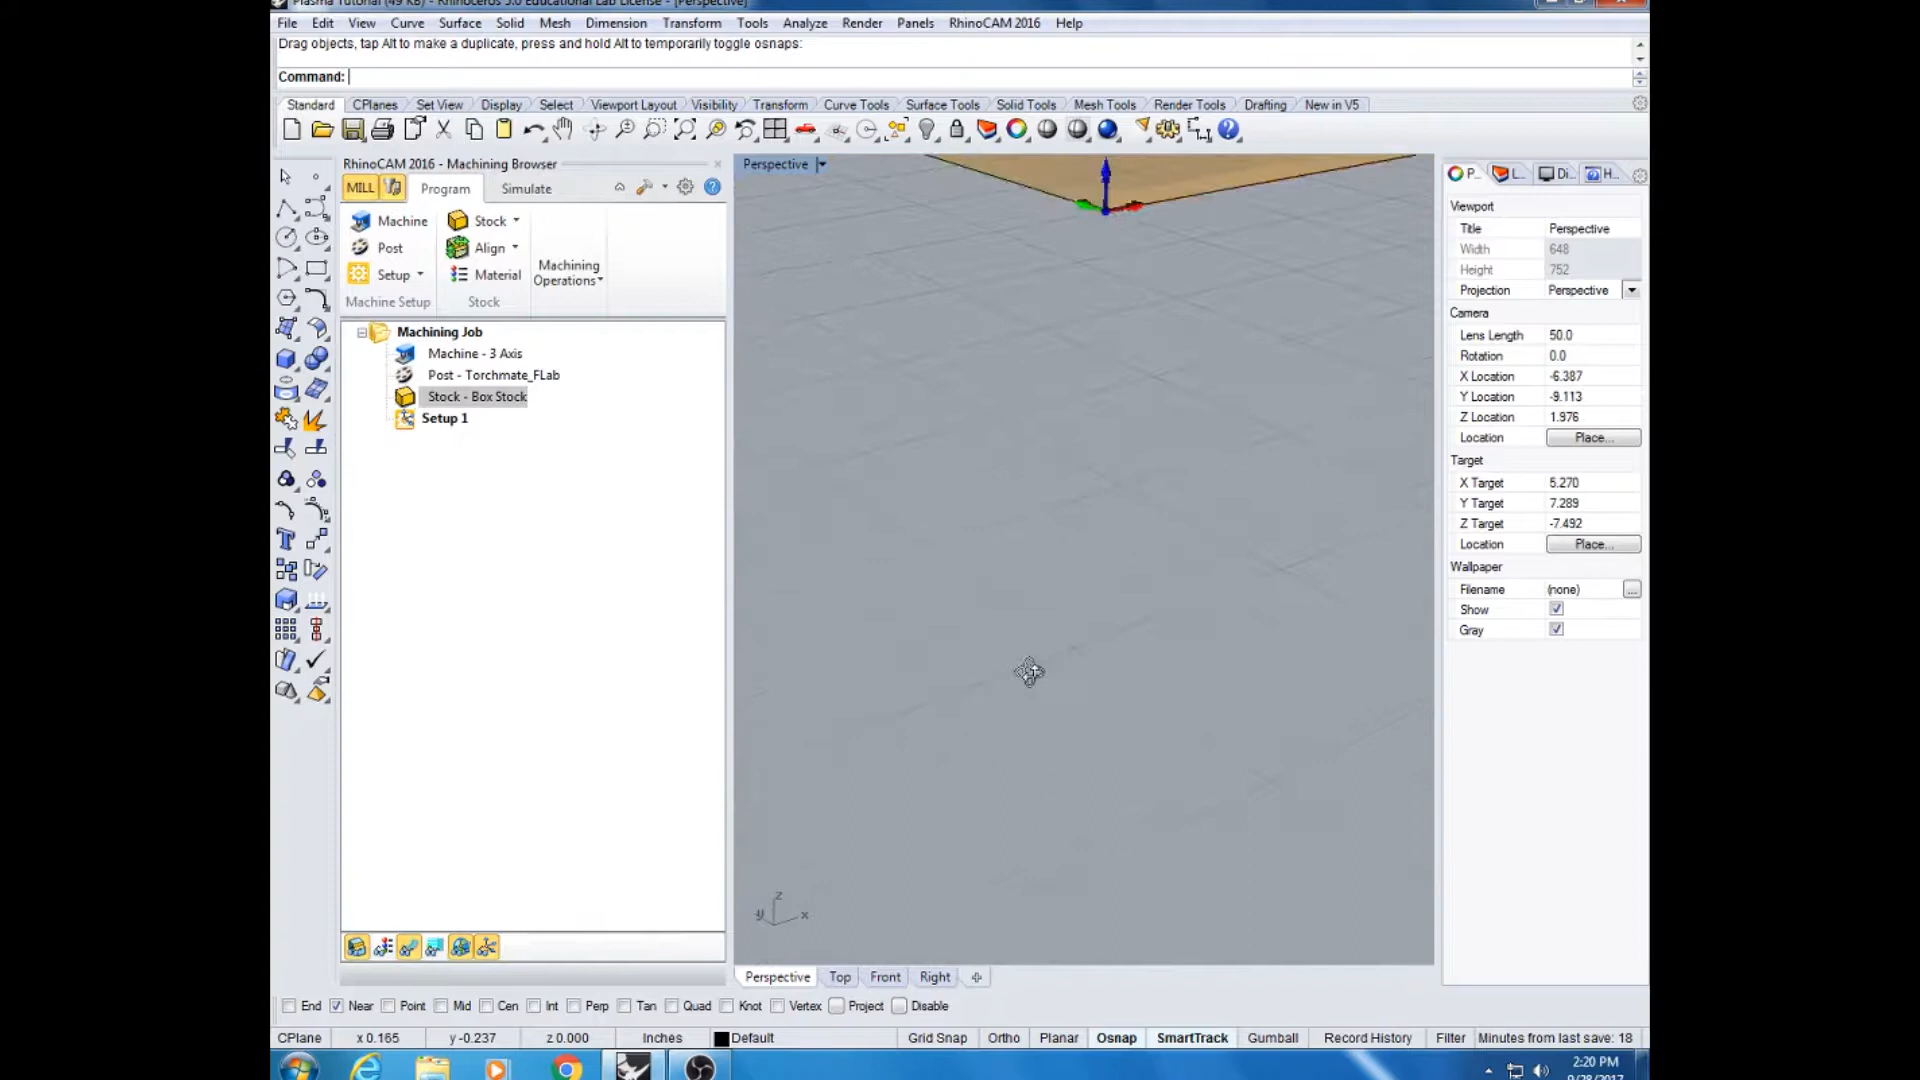 Plasma Tutorial (49 KB) - Rhinoceros 5.0 Educational Lab License - [Perspective]
File Edit View Curve Surface Solid Mesh Dimension Transform Tools Analyze Render Panels RhinoCAM 2016 Help
Drag objects, tap Alt to make a duplicate, press and hold Alt to temporarily toggle osnaps:
Command:
Standard CPlanes Set View Display Select Viewport Layout Visibility Transform Curve Tools Surface Tools Solid Tools Mesh Tools Render Tools Drafting New in V5
RhinoCAM 2016 - Machining Browser
MILL Program Simulate
Machine Stock
Post Align
Setup Material
Machining Operations
Machine Setup Stock
Machining Job
Machine - 3 Axis
Post - Torchmate_FLab
Stock - Box Stock
Setup 1
Perspective
z
y x
P... L... Di... H...
Viewport
Title Perspective
Width 648
Height 752
Projection Perspective
Camera
Lens Length 50.0
Rotation 0.0
X Location -6.387
Y Location -9.113
Z Location 1.976
Location Place...
Target
X Target 5.270
Y Target 7.289
Z Target -7.492
Location Place...
Wallpaper
Filename (none) ...
Show
Gray
Perspective Top Front Right
End Near Point Mid Cen Int Perp Tan Quad Knot Vertex Project Disable
CPlane x 0.165 y -0.237 z 0.000 Inches Default Grid Snap Ortho Planar Osnap SmartTrack Gumball Record History Filter Minutes from last save: 18
2:20 PM
9/28/2017